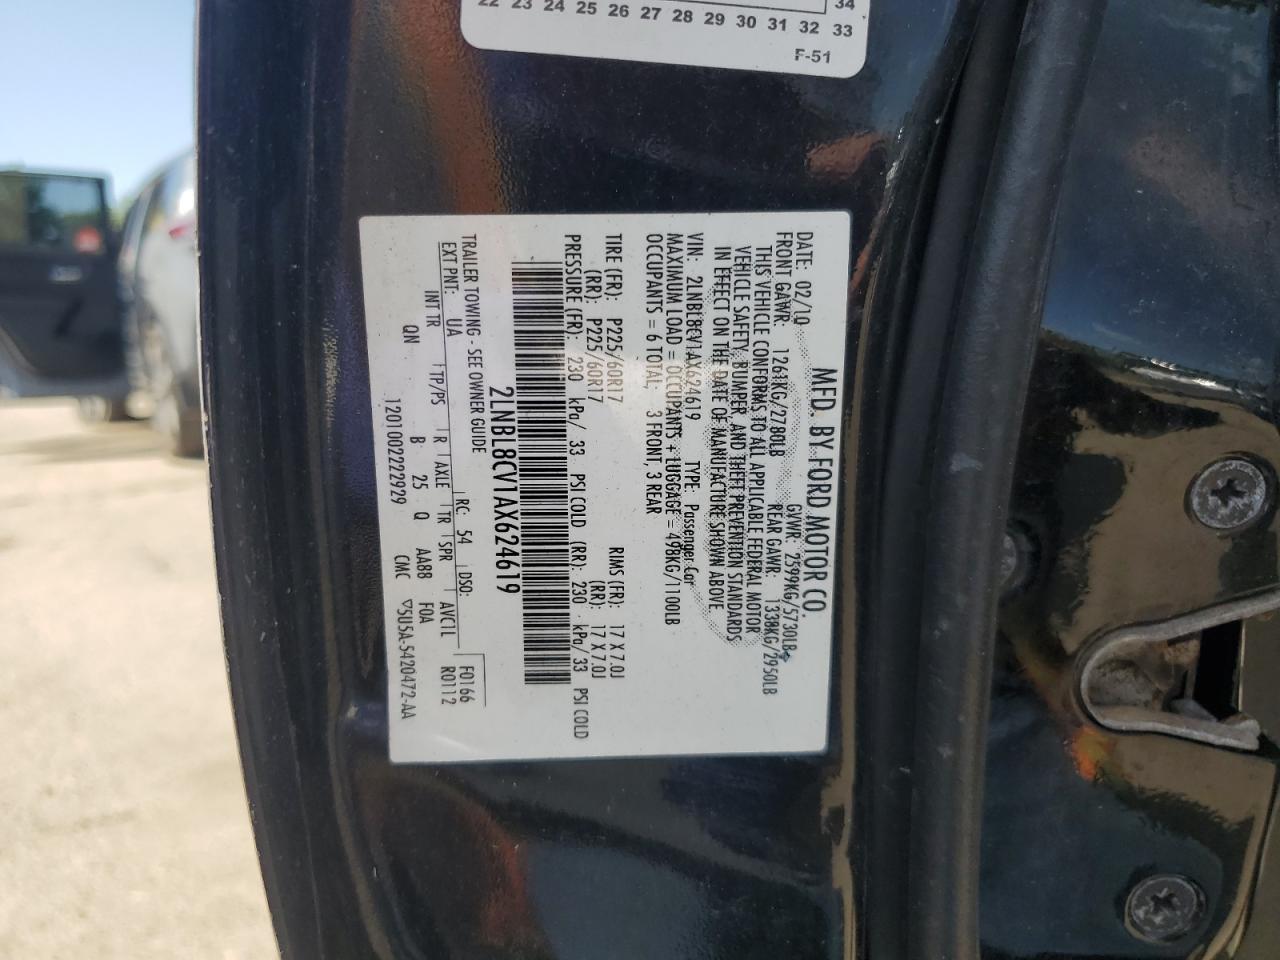 34
22 23 24 25 26 27 28 29 30 31 32 33
F-51
MFD. BY FORD MOTOR CO.
DATE: 02/10 GVWR: 2599KG/5730LB
FRONT GAWR: 1261KG/2780LB REAR GAWR: 1338KG/2950LB
THIS VEHICLE CONFORMS TO ALL APPLICABLE FEDERAL MOTOR
VEHICLE SAFETY, BUMPER, AND THEFT PREVENTION STANDARDS
IN EFFECT ON THE DATE OF MANUFACTURE SHOWN ABOVE.
VIN: 2LNBL8CV1AX624619 TYPE: Passenger Car
MAXIMUM LOAD = OCCUPANTS + LUGGAGE = 498KG/1100LB
OCCUPANTS = 6 TOTAL, 3 FRONT, 3 REAR
TIRE (FR): P225/60R17 RIMS (FR): 17 X 7.0J
(RR): P225/60R17 (RR): 17 X 7.0J
PRESSURE (FR): 230 kPa/ 33 PSI COLD (RR): 230 kPa/ 33 PSI COLD
2LNBL8CV1AX624619
TRAILER TOWING - SEE OWNER GUIDE
EXT PNT: UA RC: 54 DSO: F0166
R0112
INT TR TP/PS R AXLE TR SPR AVC1L
QN B 25 Q AA88 F0A
1201002222929 CMC 5U5A-5420472-AA